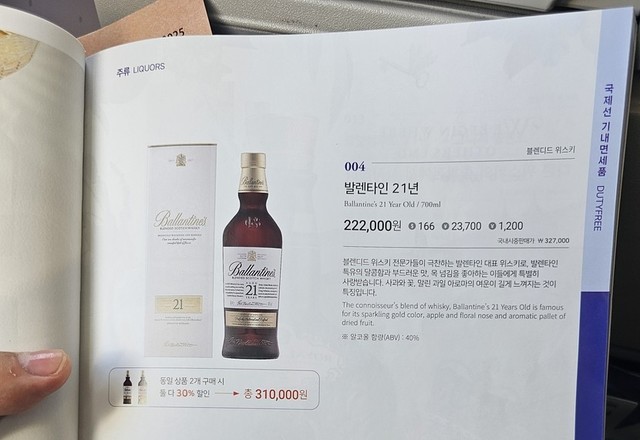 2025
주류 LIQUORS
국제선 기내면세품 DUTYFREE
블렌디드 위스키
004
발렌타인 21년
Ballantine's 21 Year Old / 700ml
222,000원 $ 166 ¥ 23,700 ¥ 1,200
국내시중판매가 ₩ 327,000
블렌디드 위스키 전문가들이 극찬하는 발렌타인 대표 위스키로, 발렌타인
특유의 달콤함과 부드러운 맛, 목 넘김을 좋아하는 이들에게 특별히
사랑받습니다. 사과와 꽃, 말린 과일 아로마의 여운이 길게 느껴지는 것이
특징입니다.
The connoisseur's blend of whisky, Ballantine's 21 Years Old is famous
for its sparkling gold color, apple and floral nose and aromatic pallet of
dried fruit.
※ 알코올 함량(ABV) : 40%
Ballantine's
BLENDED SCOTCH WHISKY
21
Ballantine's
Ballantine's
BLENDED SCOTCH WHISKY
21
동일 상품 2개 구매 시
둘 다 30% 할인 총 310,000원